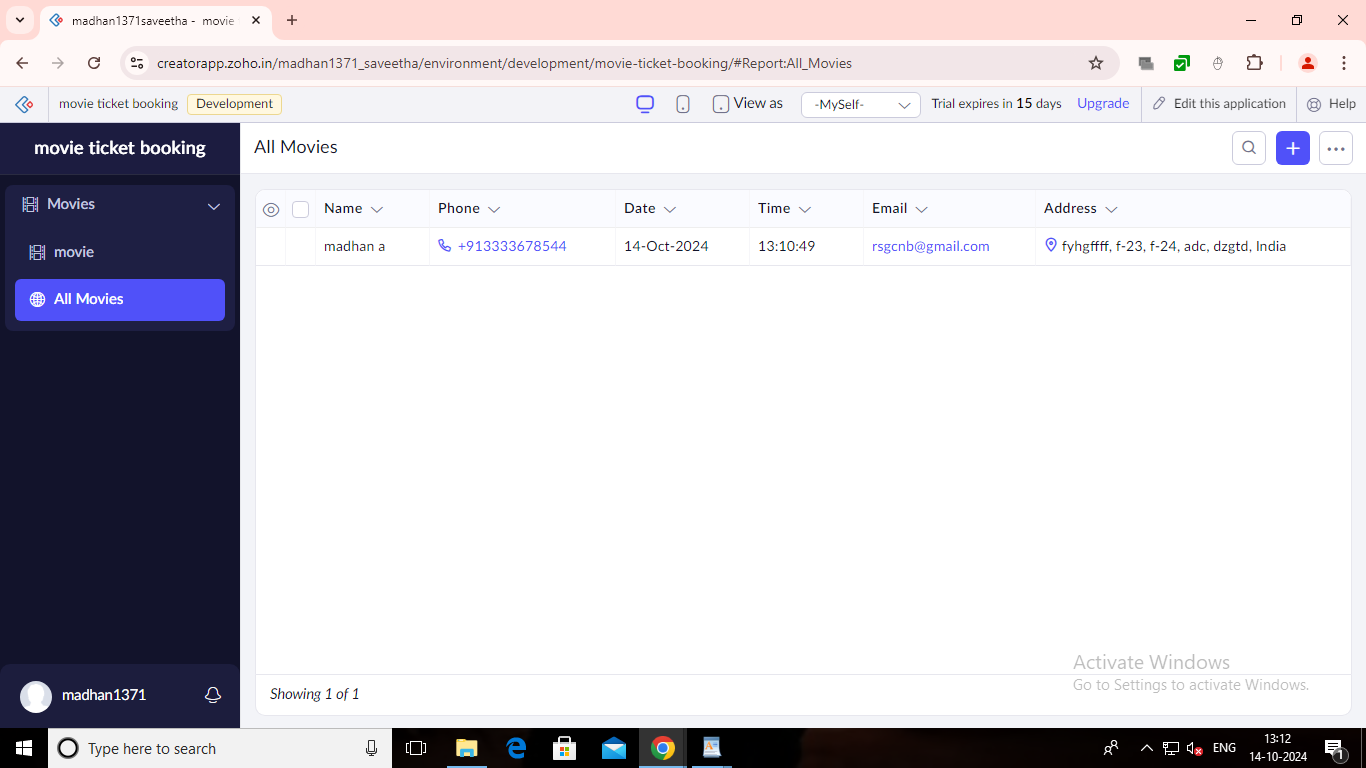 madhan1371saveetha - movie
creatorapp.zoho.in/madhan1371_saveetha/environment/development/movie-ticket-booking/#Report:All_Movies
movie ticket booking Development View as -MySelf- Trial expires in 15 days Upgrade Edit this application Help
movie ticket booking
All Movies
Movies
movie
All Movies
Name Phone Date Time Email Address
madhan a +913333678544 14-Oct-2024 13:10:49 rsgcnb@gmail.com fyhgffff, f-23, f-24, adc, dzgtd, India
Activate Windows
Go to Settings to activate Windows.
Showing 1 of 1
madhan1371
Type here to search
ENG
13:12
14-10-2024
1